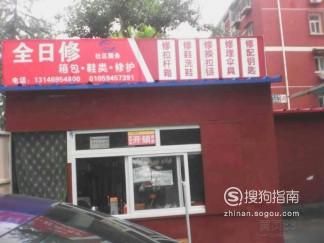 全日修
社区服务
箱包·鞋类·修护
电话:13146954800 01059457391
修拉杆箱
修鞋洗鞋
修换拉链
修理伞具
修配钥匙
开锁
搜狗指南
zhinan.sogou.com